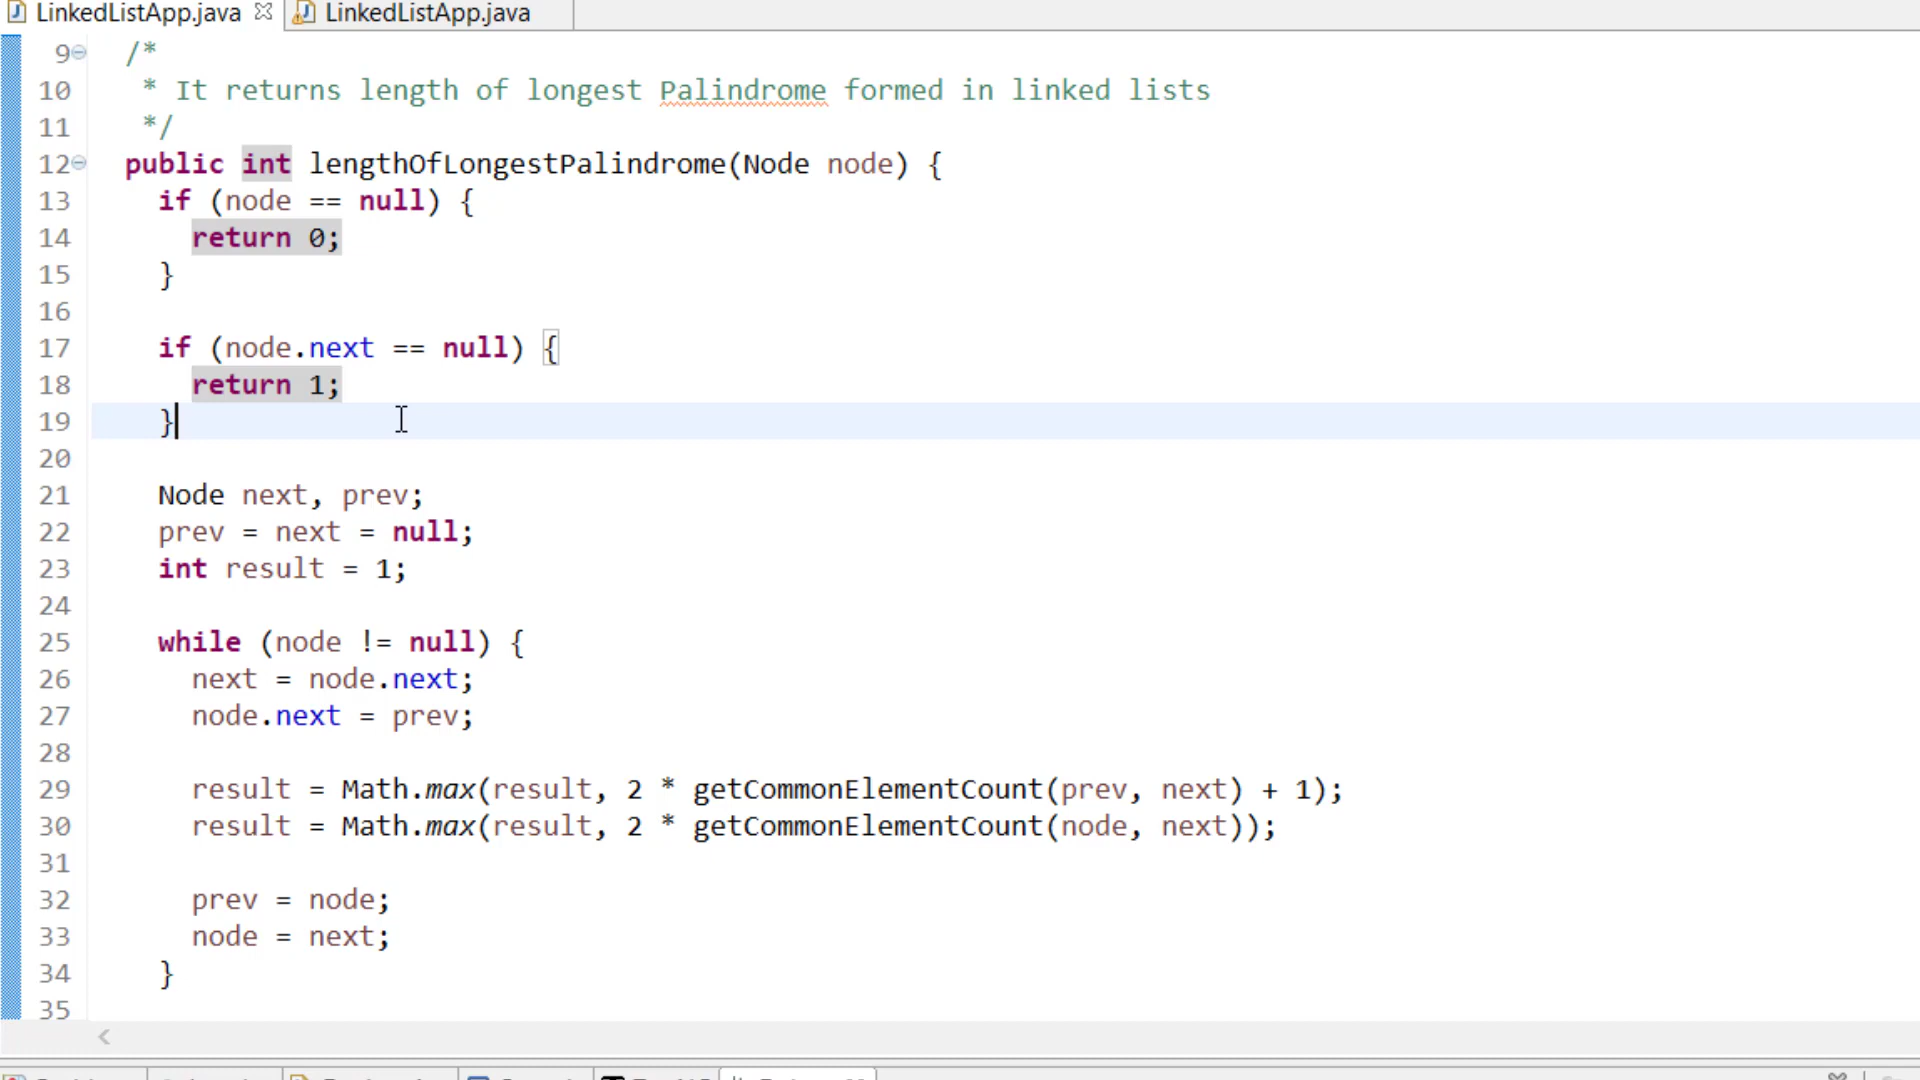 LinkedListApp.java LinkedListApp.java
9 /*
10 * It returns length of longest Palindrome formed in linked lists
11 */
12 public int lengthOfLongestPalindrome(Node node) {
13 if (node == null) {
14 return 0;
15 }
16
17 if (node.next == null) {
18 return 1;
19 }
20
21 Node next, prev;
22 prev = next = null;
23 int result = 1;
24
25 while (node != null) {
26 next = node.next;
27 node.next = prev;
28
29 result = Math.max(result, 2 * getCommonElementCount(prev, next) + 1);
30 result = Math.max(result, 2 * getCommonElementCount(node, next));
31
32 prev = node;
33 node = next;
34 }
35